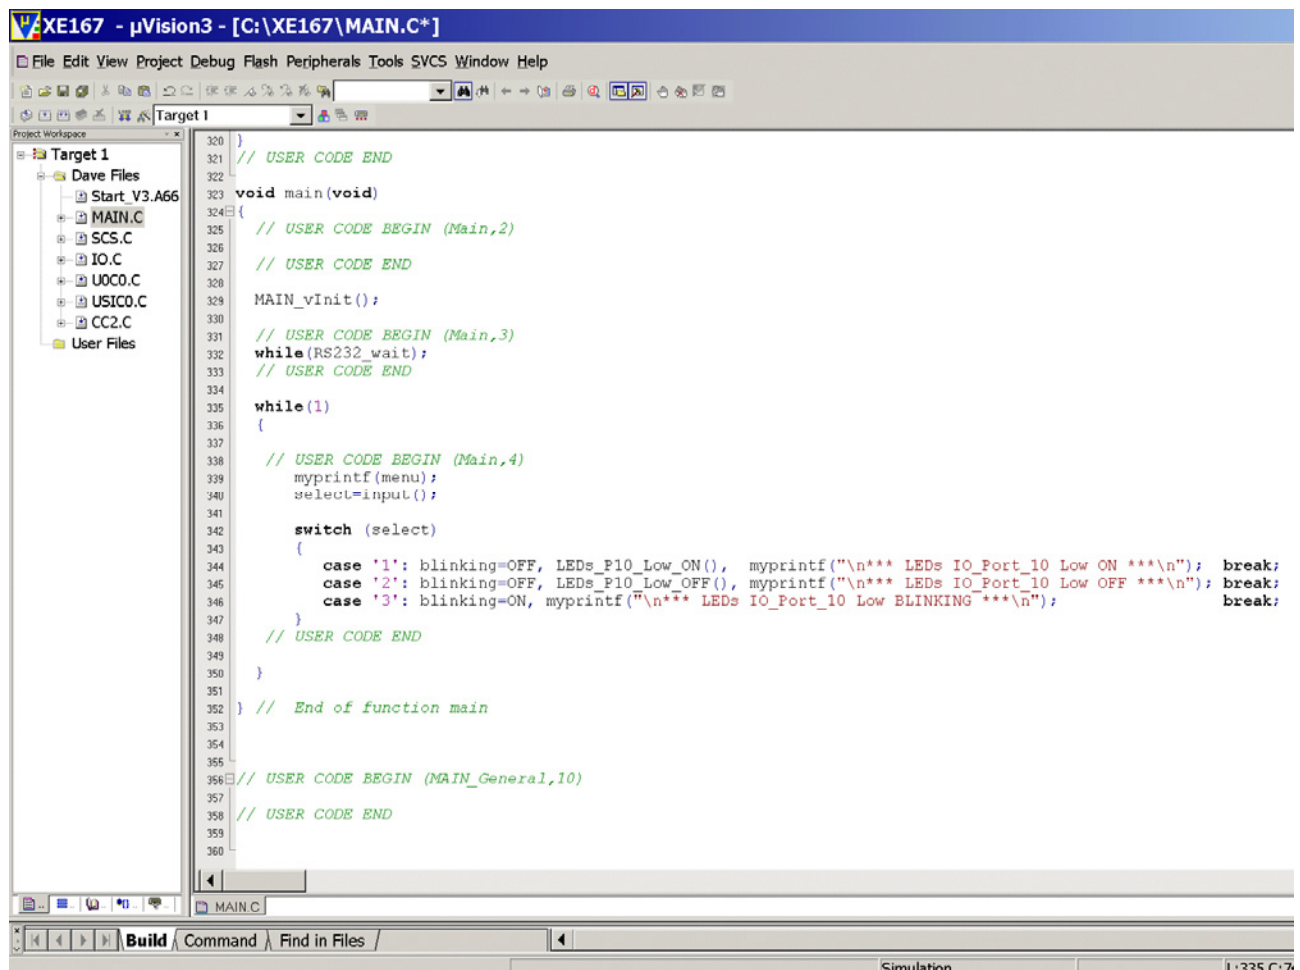 XE167 - µVision3 - [C:\XE167\MAIN.C*]
File Edit View Project Debug Flash Peripherals Tools SVCS Window Help
Target 1
Project Workspace
Target 1
Dave Files
Start_V3.A66
MAIN.C
SCS.C
IO.C
U0C0.C
USIC0.C
CC2.C
User Files
320 }
321 // USER CODE END
322
323 void main(void)
324 {
325 // USER CODE BEGIN (Main,2)
326
327 // USER CODE END
328
329 MAIN_vInit();
330
331 // USER CODE BEGIN (Main,3)
332 while(RS232_wait);
333 // USER CODE END
334
335 while(1)
336 {
337
338 // USER CODE BEGIN (Main,4)
339 myprintf(menu);
340 select=input();
341
342 switch (select)
343 {
344 case '1': blinking=OFF, LEDs_P10_Low_ON(), myprintf("\n*** LEDs IO_Port_10 Low ON ***\n"); break;
345 case '2': blinking=OFF, LEDs_P10_Low_OFF(), myprintf("\n*** LEDs IO_Port_10 Low OFF ***\n"); break;
346 case '3': blinking=ON, myprintf("\n*** LEDs IO_Port_10 Low BLINKING ***\n"); break;
347 }
348 // USER CODE END
349
350 }
351
352 } // End of function main
353
354
355
356 // USER CODE BEGIN (MAIN_General,10)
357
358 // USER CODE END
359
360
MAIN.C
Build Command Find in Files
Simulation